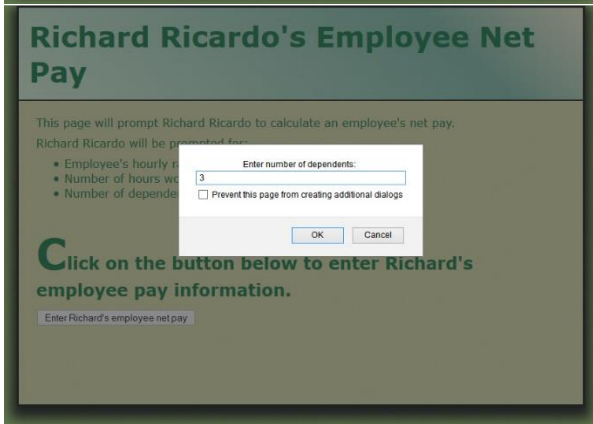 Richard Ricardo's Employee Net
Pay
This page will prompt Richard Ricardo to calculate an employee's net pay.
Richard Ricardo will be prompted for:
• Employee's hourly
• Number of hours
• Number of
Enter number of dependents:
3
Prevent this page from creating additional dialogs
OK Cancel
Click on the button below to enter Richard's
employee pay information.
Enter Richard's employee net pay